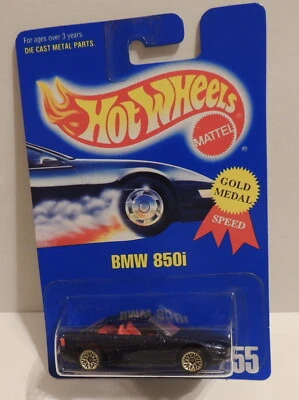 For ages over 3 years
DIE CAST METAL PARTS
Hot Wheels
MATTEL
®
GOLD
MEDAL
SPEED
BMW 850i
55